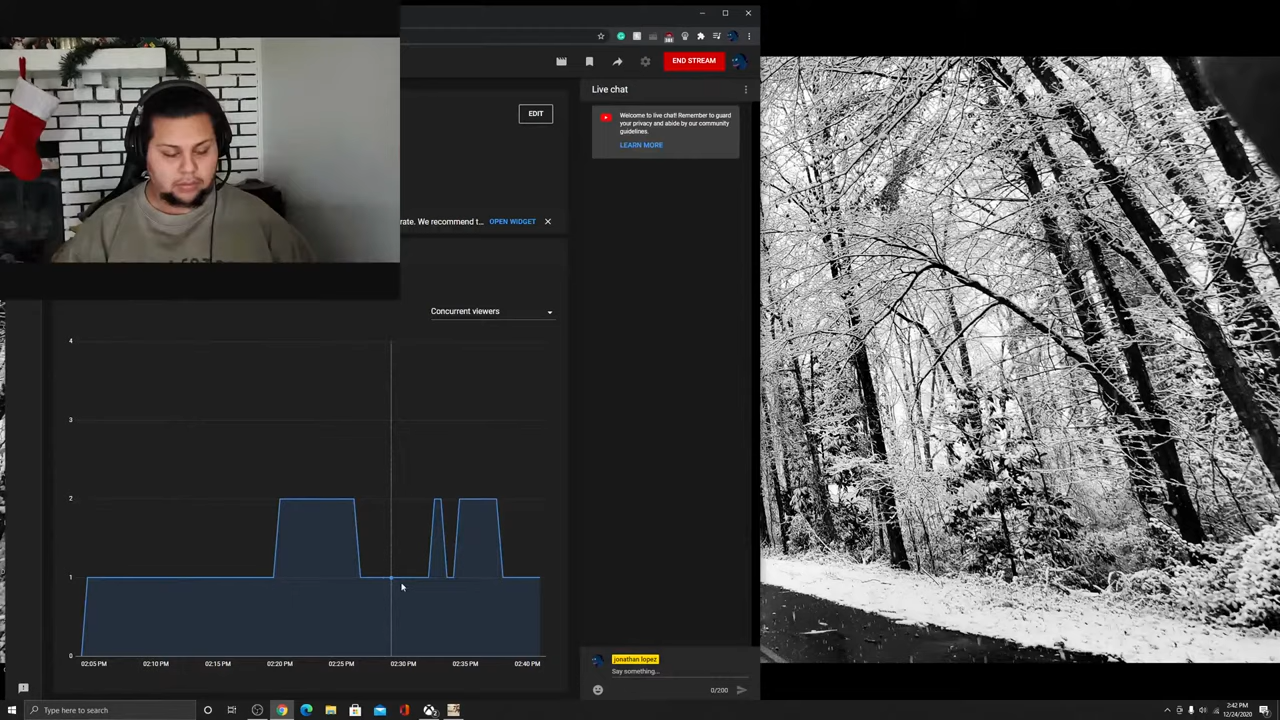 END STREAM
Live chat
EDIT
Welcome to live chat! Remember to guard
your privacy and abide by our community
guidelines.
LEARN MORE
rate. We recommend t... OPEN WIDGET
Concurrent viewers
4
3
2
1
0
02:05 PM 02:10 PM 02:15 PM 02:20 PM 02:25 PM 02:30 PM 02:35 PM 02:40 PM
jonathan lopez
Say something...
0/200
Type here to search
2:42 PM
12/24/2020